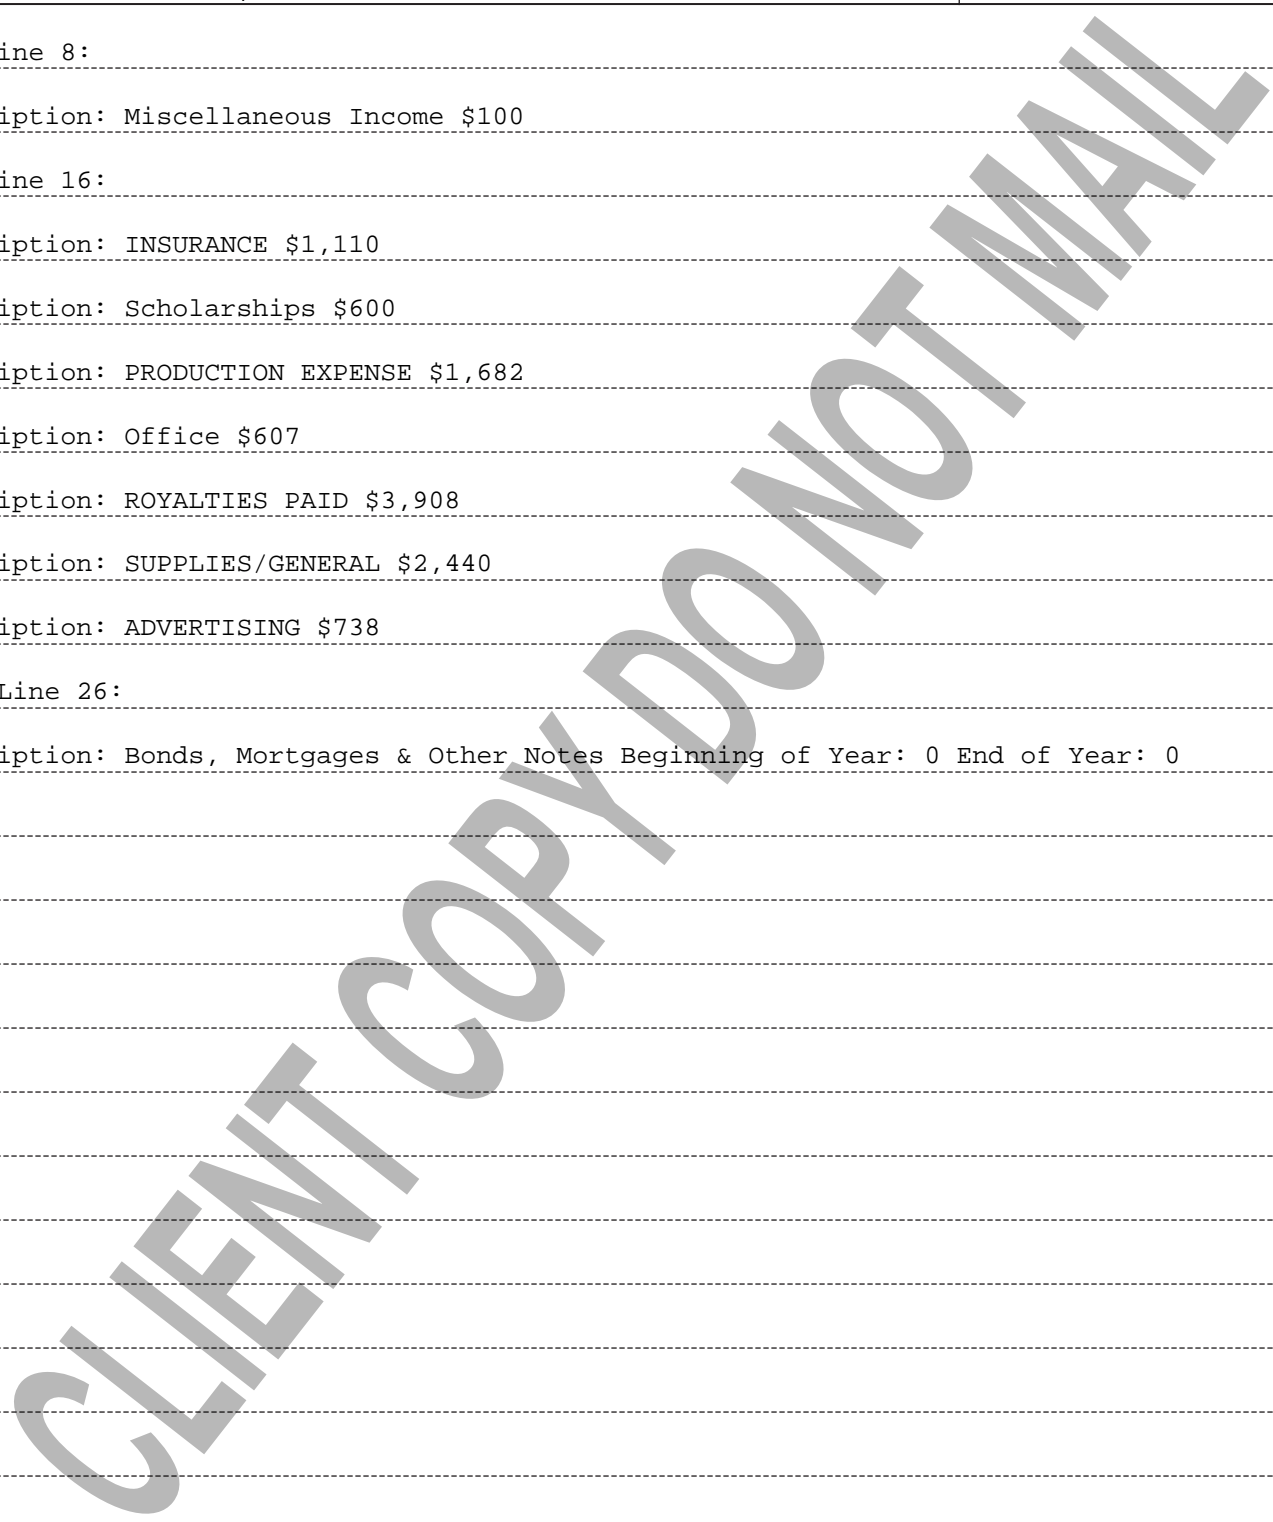 ine 8:
iption: Miscellaneous Income $100
ine 16:
iption: INSURANCE $1,110
iption: Scholarships $600
iption: PRODUCTION EXPENSE $1,682
iption: Office $607
iption: ROYALTIES PAID $3,908
iption: SUPPLIES/GENERAL $2,440
iption: ADVERTISING $738
Line 26:
iption: Bonds, Mortgages & Other Notes Beginning of Year: 0 End of Year: 0
CLIENT COPY DO NOT MAIL